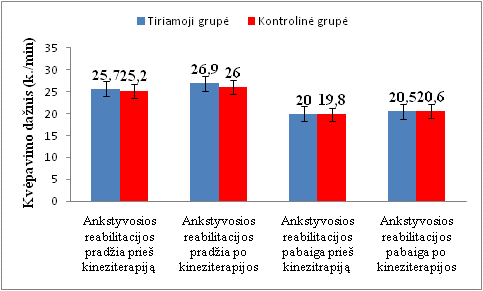 Tiriamoji grupė Kontrolinė grupė
Kvėpavimo dažnis (k./min)
35
30
25
20
15
10
5
0
25,7 25,2
26,9 26
20 19,8
20,5 20,6
Ankstyvosios
reabilitacijos
pradžia prieš
kineziterapiją
Ankstyvosios
reabilitacijos
pradžia po
kineziterapijos
Ankstyvosios
reabilitacijos
pabaiga prieš
kinezitrapiją
Ankstyvosios
reabilitacijos
pabaiga po
kineziterapijos